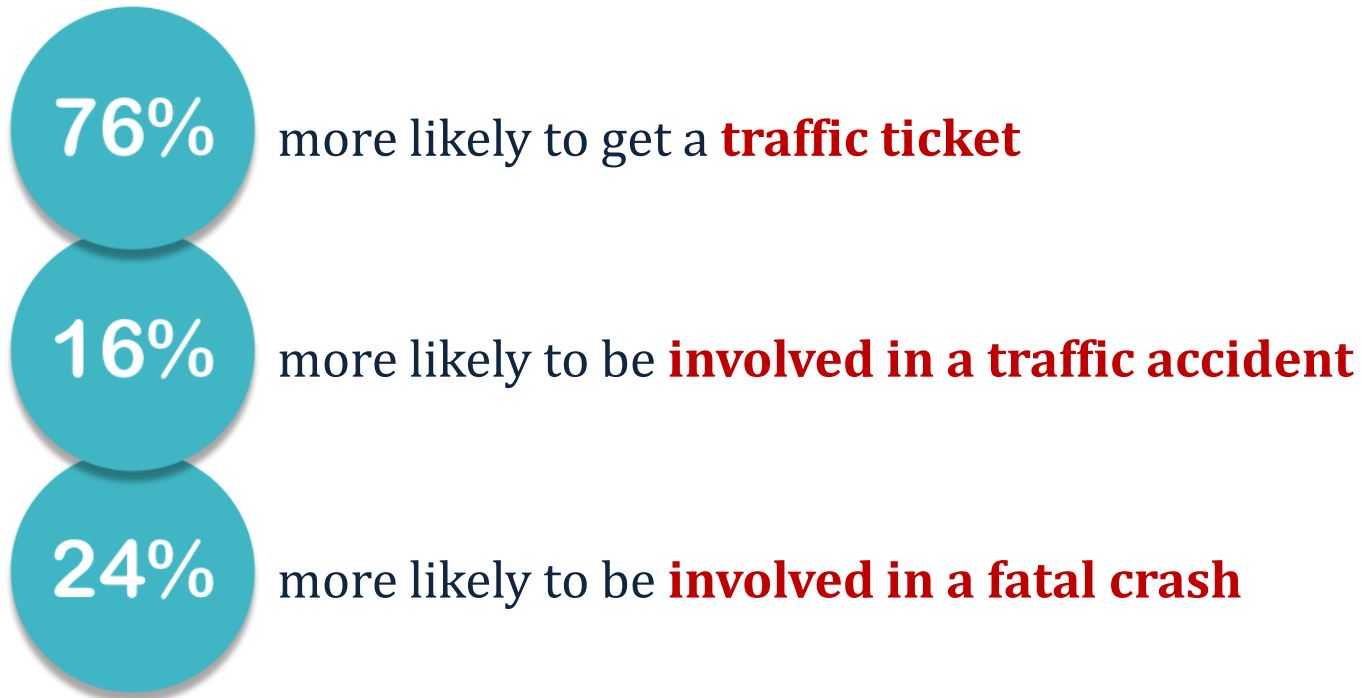 76% more likely to get a traffic ticket
16% more likely to be involved in a traffic accident
24% more likely to be involved in a fatal crash